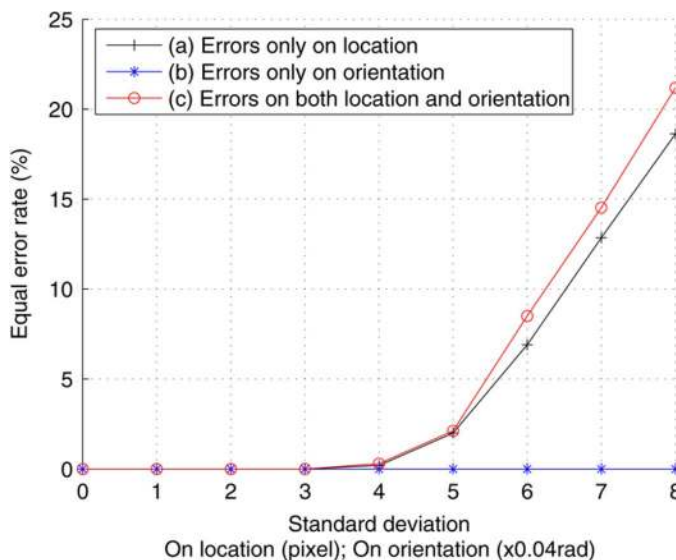 25
20
15
10
5
0
Equal error rate (%)
(a) Errors only on location
(b) Errors only on orientation
(c) Errors on both location and orientation
0 1 2 3 4 5 6 7 8
Standard deviation
On location (pixel); On orientation (x0.04rad)